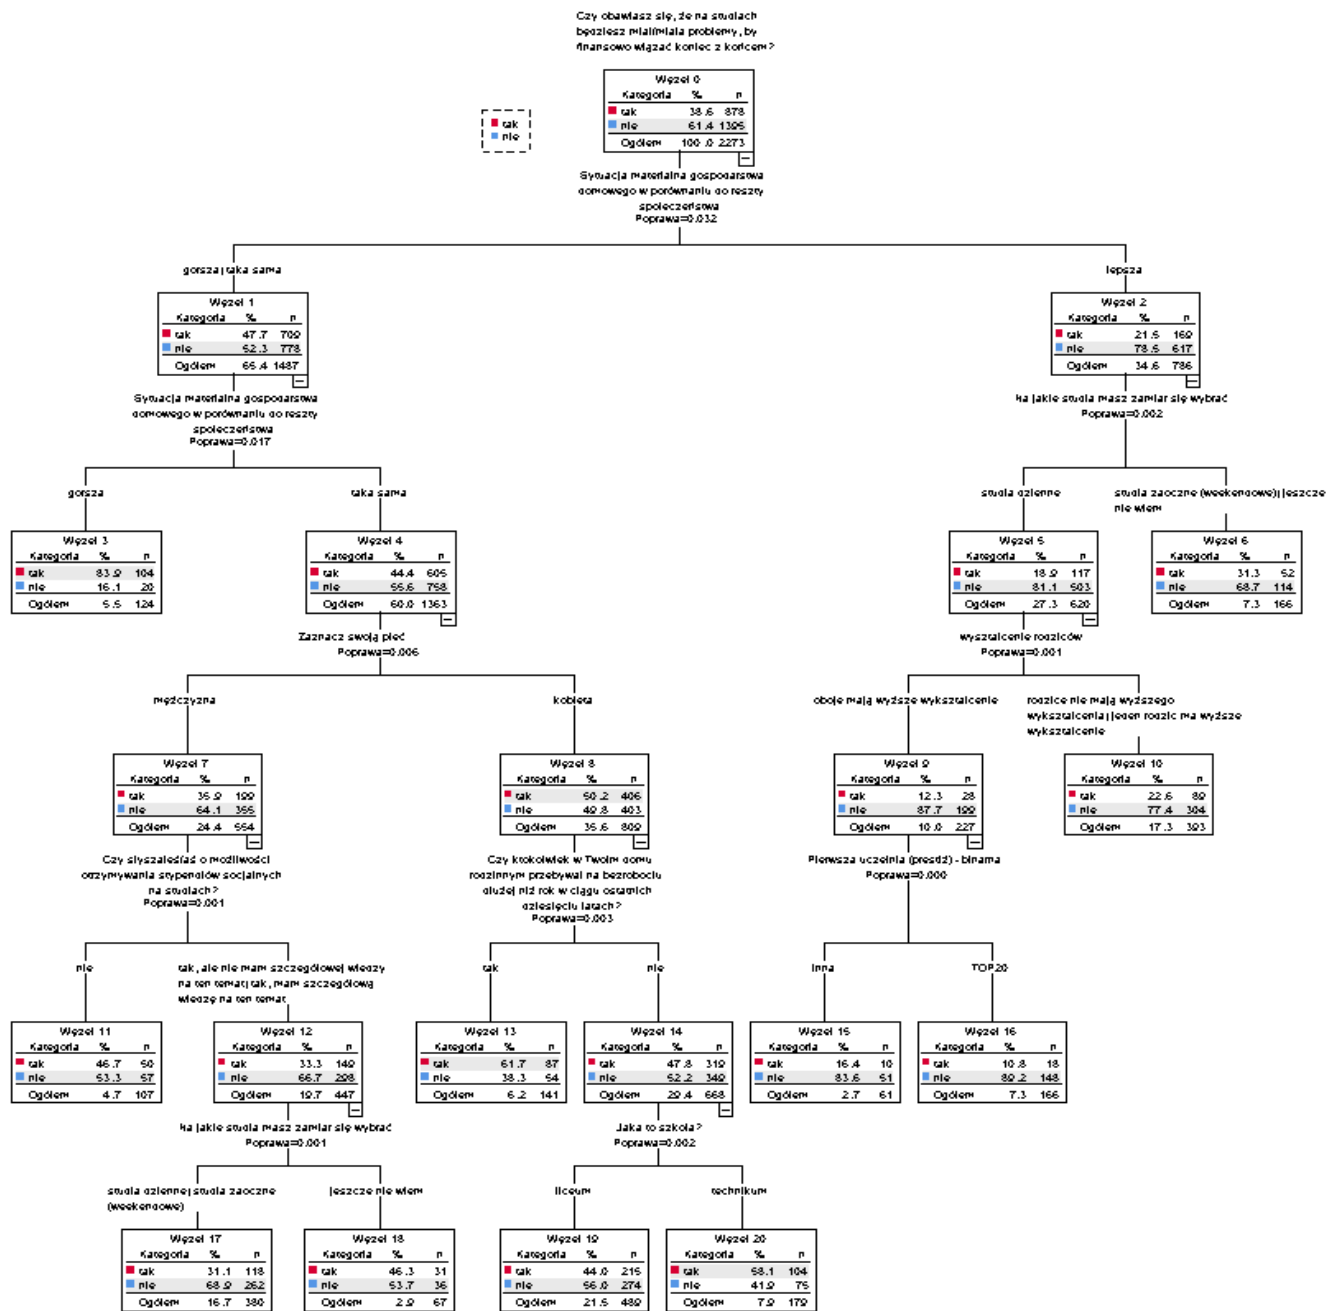 Czy obawiasz się, że na studiach
będziesz miał/miała problemy, by
finansowo wiązać koniec z końcem?
Węzeł 0
Kategoria % n
tak 38.6 878
nie 61.4 1395
Ogółem 100.0 2273
tak
nie
Sytuacja materialna gospodarstwa
domowego w porównaniu do reszty
społeczeństwa
Poprawa=0.032
gorsza; taka sama
lepsza
Węzeł 1
Kategoria % n
tak 47.7 709
nie 52.3 778
Ogółem 65.4 1487
Węzeł 2
Kategoria % n
tak 21.5 169
nie 78.5 617
Ogółem 34.6 786
Sytuacja materialna gospodarstwa
domowego w porównaniu do reszty
społeczeństwa
Poprawa=0.017
Na jakie studia masz zamiar się wybrać
Poprawa=0.002
gorsza
taka sama
studia dzienne
studia zaoczne (weekendowe); jeszcze
nie wiem
Węzeł 3
Kategoria % n
tak 83.9 104
nie 16.1 20
Ogółem 5.5 124
Węzeł 4
Kategoria % n
tak 44.4 605
nie 55.6 758
Ogółem 60.0 1363
Węzeł 5
Kategoria % n
tak 18.9 117
nie 81.1 503
Ogółem 27.3 620
Węzeł 6
Kategoria % n
tak 31.3 52
nie 68.7 114
Ogółem 7.3 166
Zaznacz swoją płeć
Poprawa=0.006
wyształcenie rodziców
Poprawa=0.001
mężczyzna
kobieta
oboje mają wyższe wykształcenie
rodzice nie mają wyższego
wykształcenia; jeden rodzic ma wyższe
wykształcenie
Węzeł 7
Kategoria % n
tak 35.9 199
nie 64.1 355
Ogółem 24.4 554
Węzeł 8
Kategoria % n
tak 50.2 406
nie 49.8 403
Ogółem 35.6 809
Węzeł 9
Kategoria % n
tak 12.3 28
nie 87.7 199
Ogółem 10.0 227
Węzeł 10
Kategoria % n
tak 22.6 89
nie 77.4 304
Ogółem 17.3 393
Czy słyszałeś/aś o możliwości
otrzymywania stypendiów socjalnych
na studiach?
Poprawa=0.001
Czy ktokolwiek w Twoim domu
rodzinnym przebywał na bezrobociu
dłużej niż rok w ciągu ostatnich
dziesięciu latach?
Poprawa=0.003
Pierwsza uczelnia (prestiż) - binarna
Poprawa=0.000
nie
tak, ale nie mam szczegółowej wiedzy
na ten temat; tak, mam szczegółową
wiedzę na ten temat
tak
nie
inna
TOP20
Węzeł 11
Kategoria % n
tak 46.7 50
nie 53.3 57
Ogółem 4.7 107
Węzeł 12
Kategoria % n
tak 33.3 149
nie 66.7 298
Ogółem 19.7 447
Węzeł 13
Kategoria % n
tak 61.7 87
nie 38.3 54
Ogółem 6.2 141
Węzeł 14
Kategoria % n
tak 47.8 319
nie 52.2 349
Ogółem 29.4 668
Węzeł 15
Kategoria % n
tak 16.4 10
nie 83.6 51
Ogółem 2.7 61
Węzeł 16
Kategoria % n
tak 10.8 18
nie 89.2 148
Ogółem 7.3 166
Na jakie studia masz zamiar się wybrać
Poprawa=0.001
Jaka to szkoła?
Poprawa=0.002
studia dzienne; studia zaoczne
(weekendowe)
jeszcze nie wiem
liceum
technikum
Węzeł 17
Kategoria % n
tak 31.1 118
nie 68.9 262
Ogółem 16.7 380
Węzeł 18
Kategoria % n
tak 46.3 31
nie 53.7 36
Ogółem 2.9 67
Węzeł 19
Kategoria % n
tak 44.0 215
nie 56.0 274
Ogółem 21.5 489
Węzeł 20
Kategoria % n
tak 58.1 104
nie 41.9 75
Ogółem 7.9 179